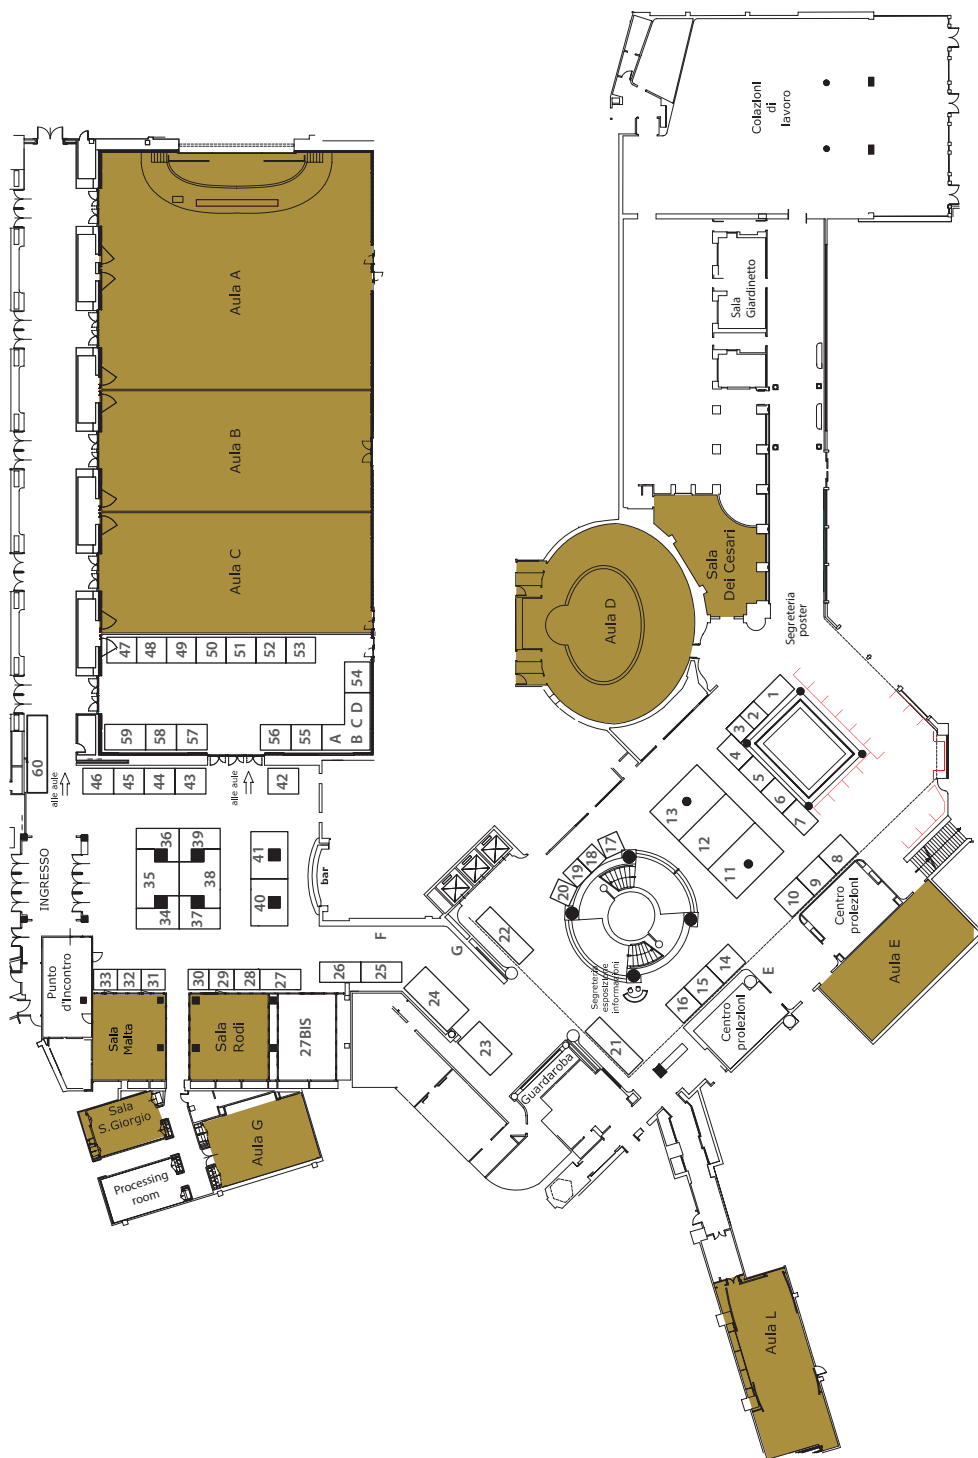 Colazioni
di
lavoro
Sala
Giardinetto
Aula A
Aula B
Aula C
Aula D
Sala
Dei Cesari
Segreteria
poster
47
48
49
50
51
52
53
54
D
C
A
B
59
58
57
56
55
60
alle aule
46
45
44
43
alle aule
42
INGRESSO
36
39
35
38
34
37
41
40
bar
F
G
1
2
3
4
5
6
7
13
12
11
8
9
10
17
18
19
20
22
Segreteria
esposizione
informazioni
14
15
16
E
Centro
proiezioni
Centro
proiezioni
Aula E
21
Guardaroba
23
24
25
26
27
28
29
30
31
32
33
27BIS
Punto
d'Incontro
Sala
Malta
Sala
Rodi
Sala
S.Giorgio
Aula G
Processing
room
Aula L